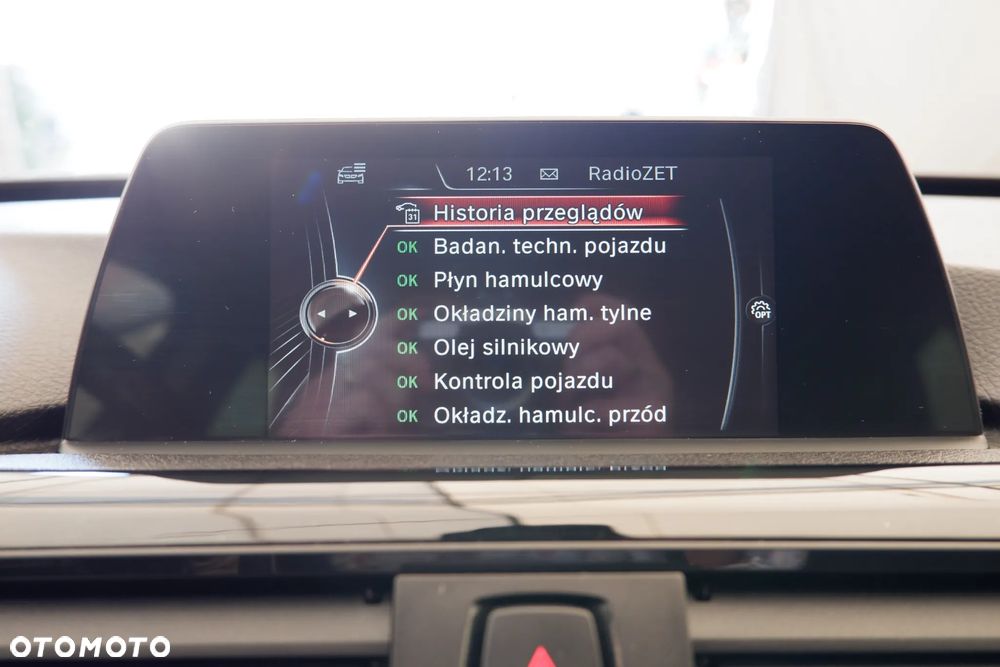 12:13 RadioZET
31 Historia przeglądów
OK Badan. techn. pojazdu
OK Płyn hamulcowy
OK Okładziny ham. tylne
OPT
OK Olej silnikowy
OK Kontrola pojazdu
OK Okładz. hamulc. przód
OTOMOTO